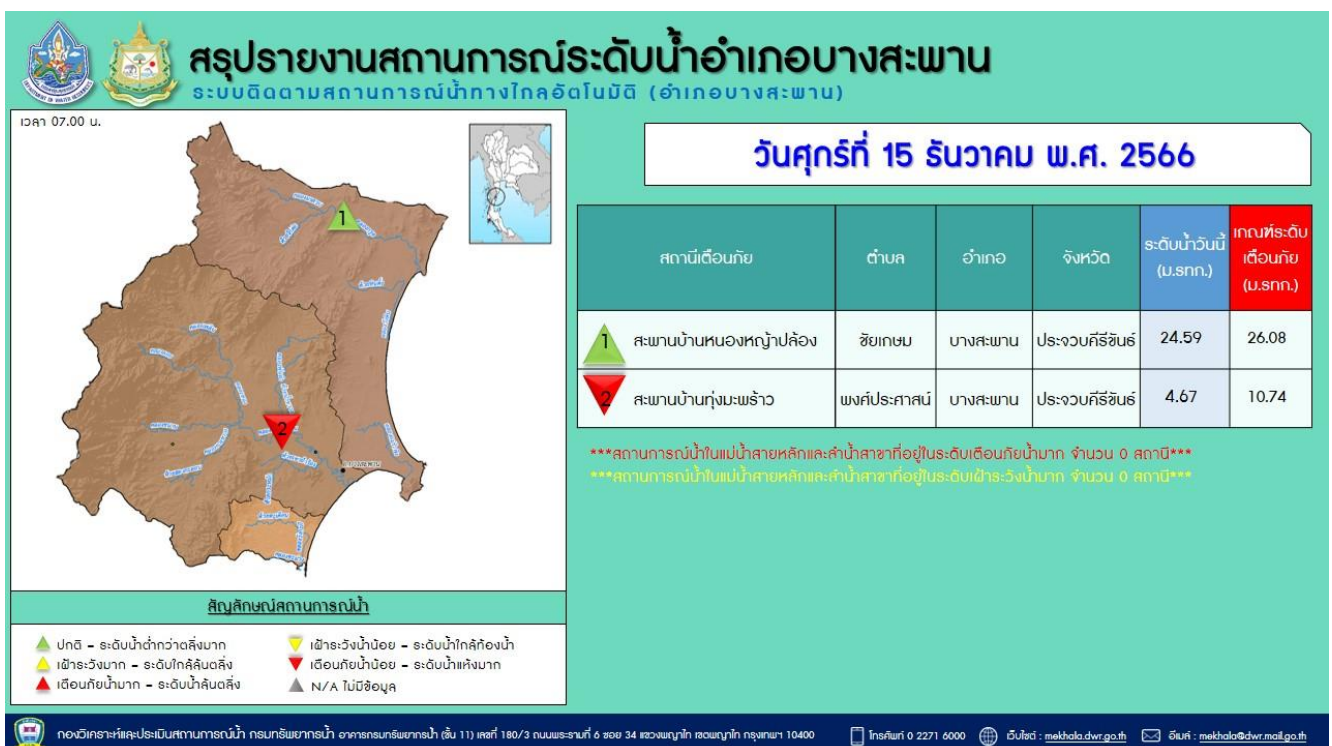 สรุปรายงานสถานการณ์ระดับน้ำอำเภอบางสะพาน
ระบบติดตามสถานการณ์น้ำทางไกลอัตโนมัติ (อำเภอบางสะพาน)
เวลา 07.00 น.
วันศุกร์ที่ 15 ธันวาคม พ.ศ. 2566
สถานีเตือนภัย ตำบล อำเภอ จังหวัด ระดับน้ำวันนี้ (ม.รทก.) เกณฑ์ระดับเตือนภัย (ม.รทก.)
1 สะพานบ้านหนองหญ้าปล้อง ชัยเกษม บางสะพาน ประจวบคีรีขันธ์ 24.59 26.08
2 สะพานบ้านทุ่งมะพร้าว พงศ์ประศาสน์ บางสะพาน ประจวบคีรีขันธ์ 4.67 10.74
***สถานการณ์น้ำในแม่น้ำสายหลักและลำน้ำสาขาที่อยู่ในระดับเตือนภัยน้ำมาก จำนวน 0 สถานี***
***สถานการณ์น้ำในแม่น้ำสายหลักและลำน้ำสาขาที่อยู่ในระดับเฝ้าระวังน้ำมาก จำนวน 0 สถานี***
1
2
สัญลักษณ์สถานการณ์น้ำ
ปกติ - ระดับน้ำต่ำกว่าตลิ่งมาก
เฝ้าระวังมาก - ระดับใกล้ล้นตลิ่ง
เตือนภัยน้ำมาก - ระดับน้ำล้นตลิ่ง
เฝ้าระวังน้ำน้อย - ระดับน้ำใกล้ท้องน้ำ
เตือนภัยน้ำน้อย - ระดับน้ำแห้งมาก
N/A ไม่มีข้อมูล
กองวิเคราะห์และประเมินสถานการณ์น้ำ กรมทรัพยากรน้ำ อาคารกรมทรัพยากรน้ำ (ชั้น 11) เลขที่ 180/3 ถนนพระรามที่ 6 ซอย 34 แขวงพญาไท เขตพญาไท กรุงเทพฯ 10400 โทรศัพท์ 0 2271 6000 เว็บไซต์ : mekhala.dwr.go.th อีเมล์ : mekhala@dwr.mail.go.th